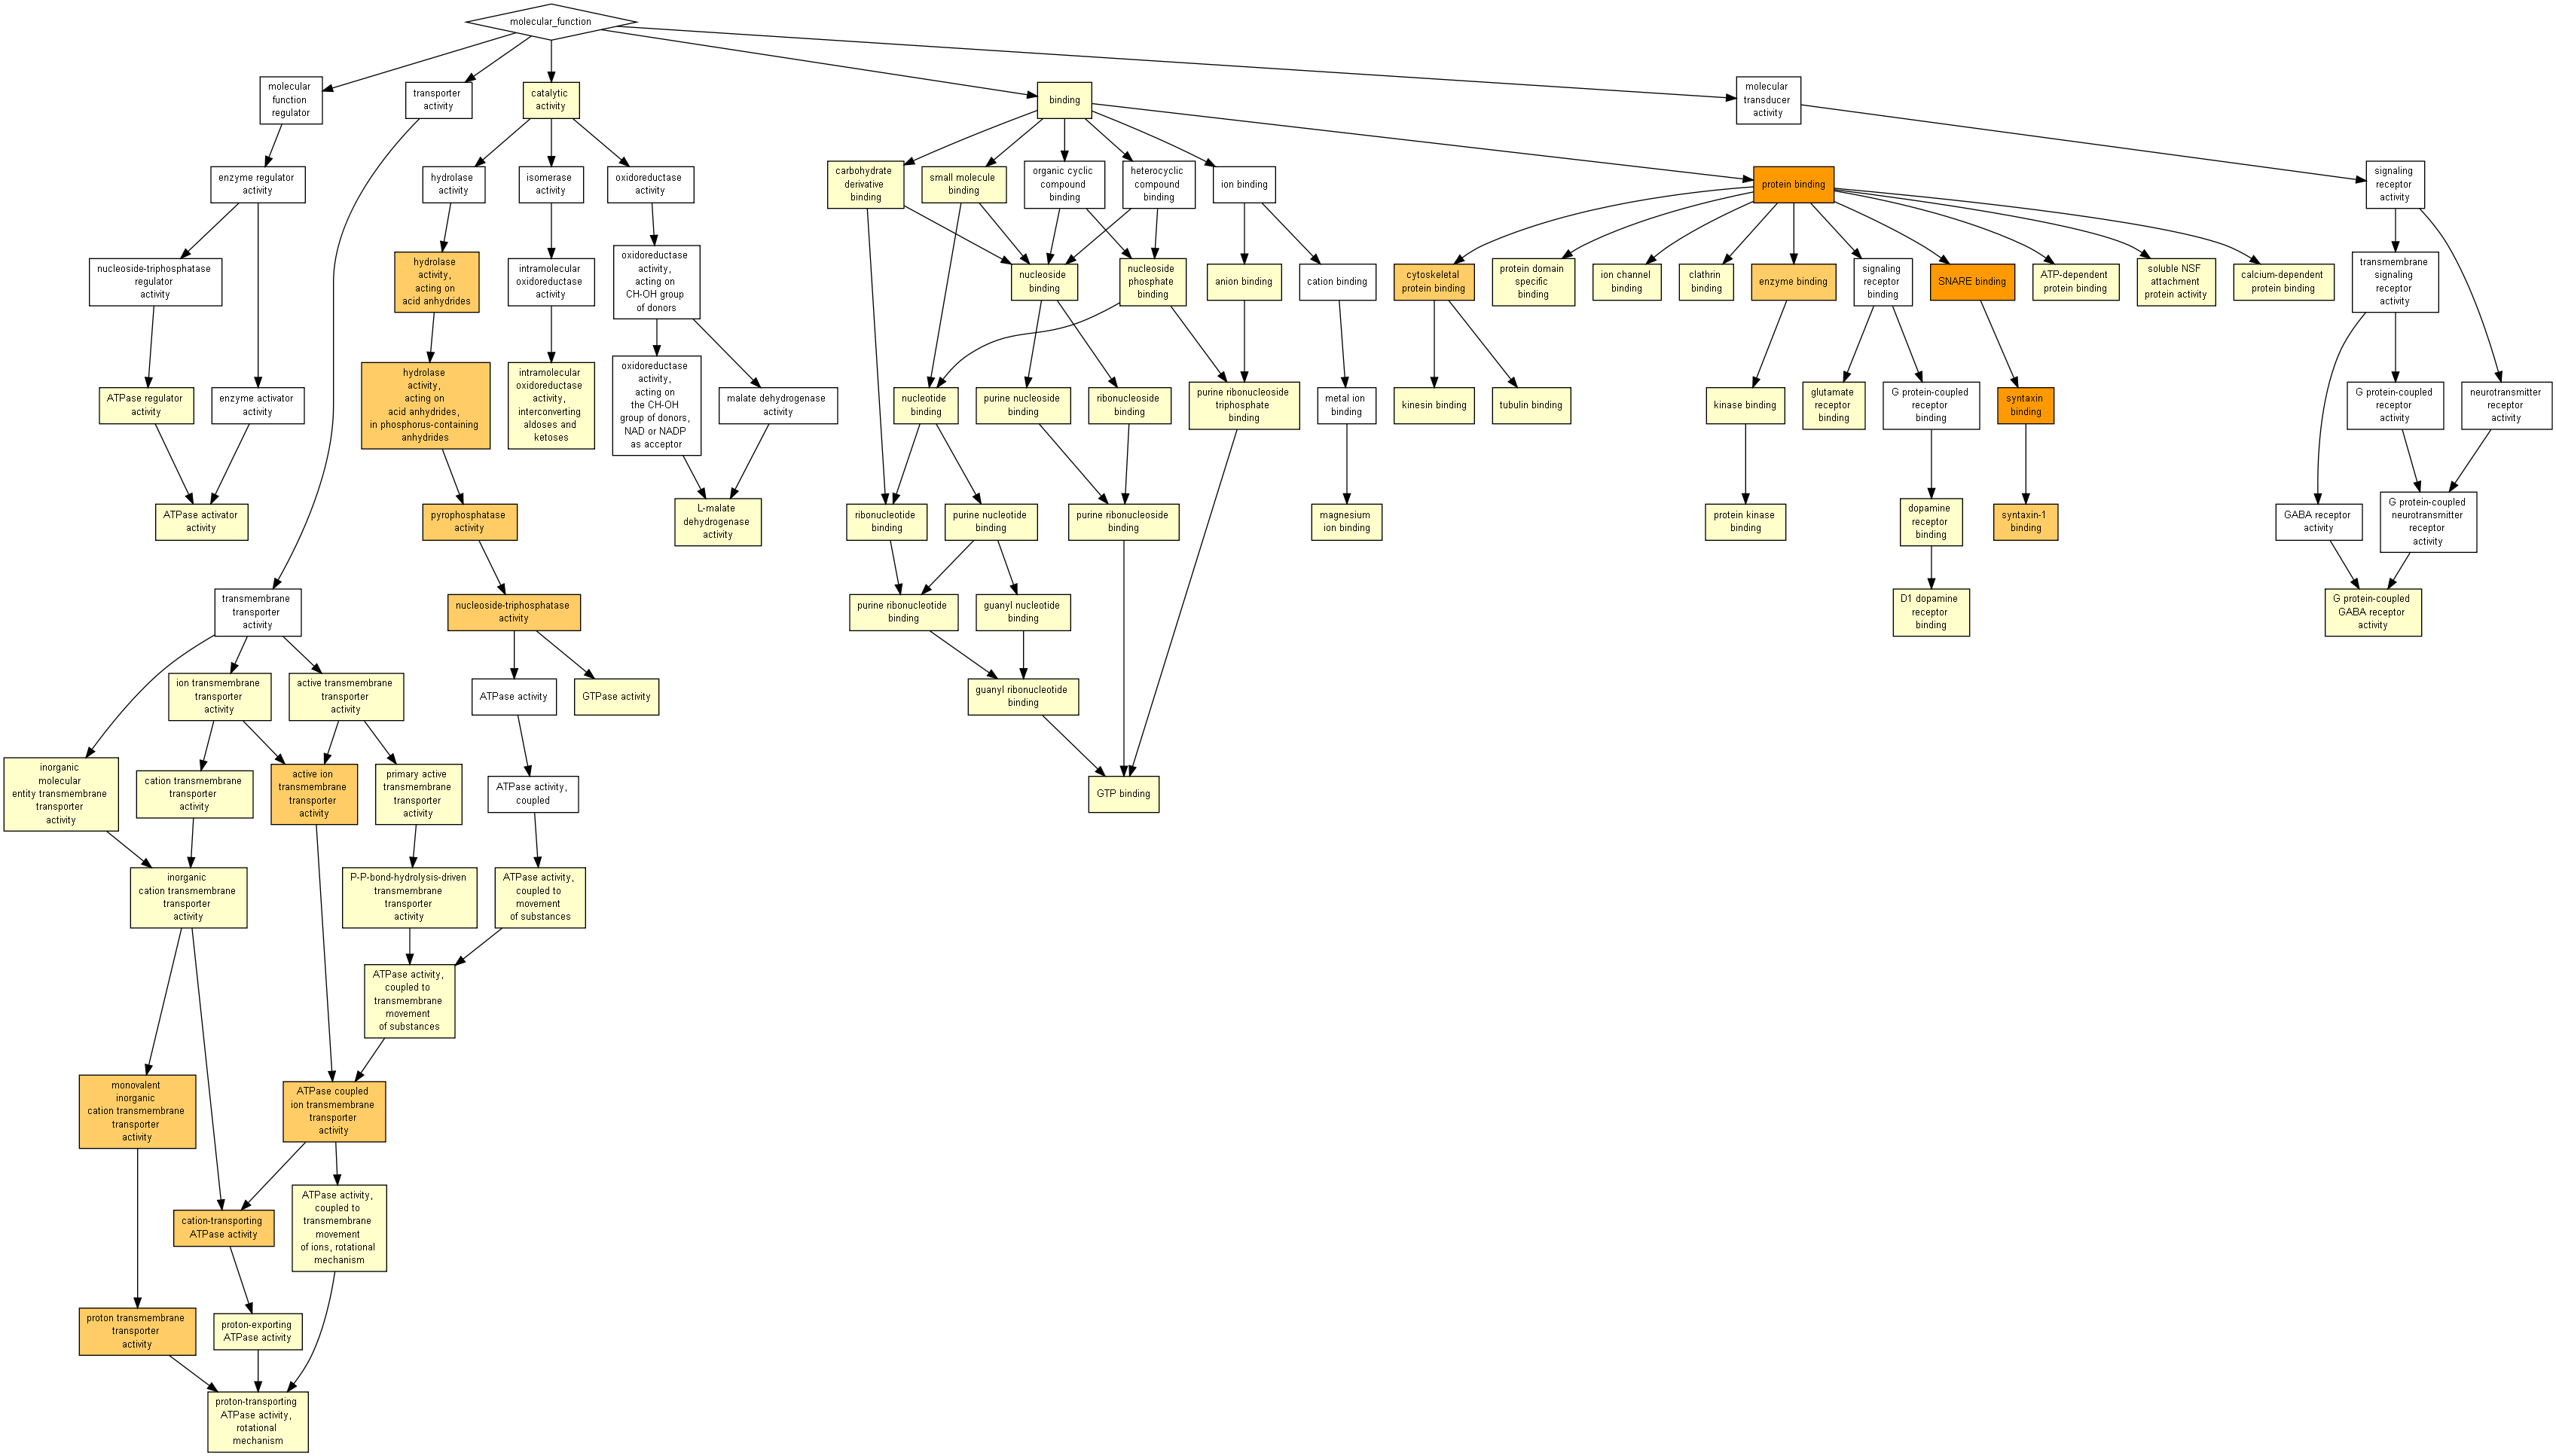 molecular_function
molecular
function
regulator
transporter
activity
catalytic
activity
binding
molecular
transducer
activity
enzyme regulator
activity
hydrolase
activity
isomerase
activity
oxidoreductase
activity
carbohydrate
derivative
binding
small molecule
binding
organic cyclic
compound
binding
heterocyclic
compound
binding
ion binding
protein binding
signaling
receptor
activity
nucleoside-triphosphatase
regulator
activity
hydrolase
activity,
acting on
acid anhydrides
intramolecular
oxidoreductase
activity
oxidoreductase
activity,
acting on
CH-OH group
of donors
nucleoside
binding
nucleoside
phosphate
binding
anion binding
cation binding
cytoskeletal
protein binding
protein domain
specific
binding
ion channel
binding
clathrin
binding
enzyme binding
signaling
receptor
binding
SNARE binding
ATP-dependent
protein binding
soluble NSF
attachment
protein activity
calcium-dependent
protein binding
transmembrane
signaling
receptor
activity
ATPase regulator
activity
enzyme activator
activity
hydrolase
activity,
acting on
acid anhydrides,
in phosphorus-containing
anhydrides
intramolecular
oxidoreductase
activity,
interconverting
aldoses and
ketoses
oxidoreductase
activity,
acting on
the CH-OH
group of donors,
NAD or NADP
as acceptor
malate dehydrogenase
activity
nucleotide
binding
purine nucleoside
binding
ribonucleoside
binding
purine ribonucleoside
triphosphate
binding
metal ion
binding
kinesin binding
tubulin binding
kinase binding
glutamate
receptor
binding
G protein-coupled
receptor
binding
syntaxin
binding
G protein-coupled
receptor
activity
neurotransmitter
receptor
activity
ATPase activator
activity
pyrophosphatase
activity
L-malate
dehydrogenase
activity
ribonucleotide
binding
purine nucleotide
binding
purine ribonucleoside
binding
magnesium
ion binding
protein kinase
binding
dopamine
receptor
binding
syntaxin-1
binding
GABA receptor
activity
G protein-coupled
neurotransmitter
receptor
activity
transmembrane
transporter
activity
nucleoside-triphosphatase
activity
purine ribonucleotide
binding
guanyl nucleotide
binding
D1 dopamine
receptor
binding
G protein-coupled
GABA receptor
activity
ion transmembrane
transporter
activity
active transmembrane
transporter
activity
ATPase activity
GTPase activity
guanyl ribonucleotide
binding
inorganic
molecular
entity transmembrane
transporter
activity
cation transmembrane
transporter
activity
active ion
transmembrane
transporter
activity
primary active
transmembrane
transporter
activity
ATPase activity,
coupled
GTP binding
inorganic
cation transmembrane
transporter
activity
P-P-bond-hydrolysis-driven
transmembrane
transporter
activity
ATPase activity,
coupled to
movement
of substances
ATPase activity,
coupled to
transmembrane
movement
of substances
monovalent
inorganic
cation transmembrane
transporter
activity
ATPase coupled
ion transmembrane
transporter
activity
cation-transporting
ATPase activity
ATPase activity,
coupled to
transmembrane
movement
of ions, rotational
mechanism
proton transmembrane
transporter
activity
proton-exporting
ATPase activity
proton-transporting
ATPase activity,
rotational
mechanism